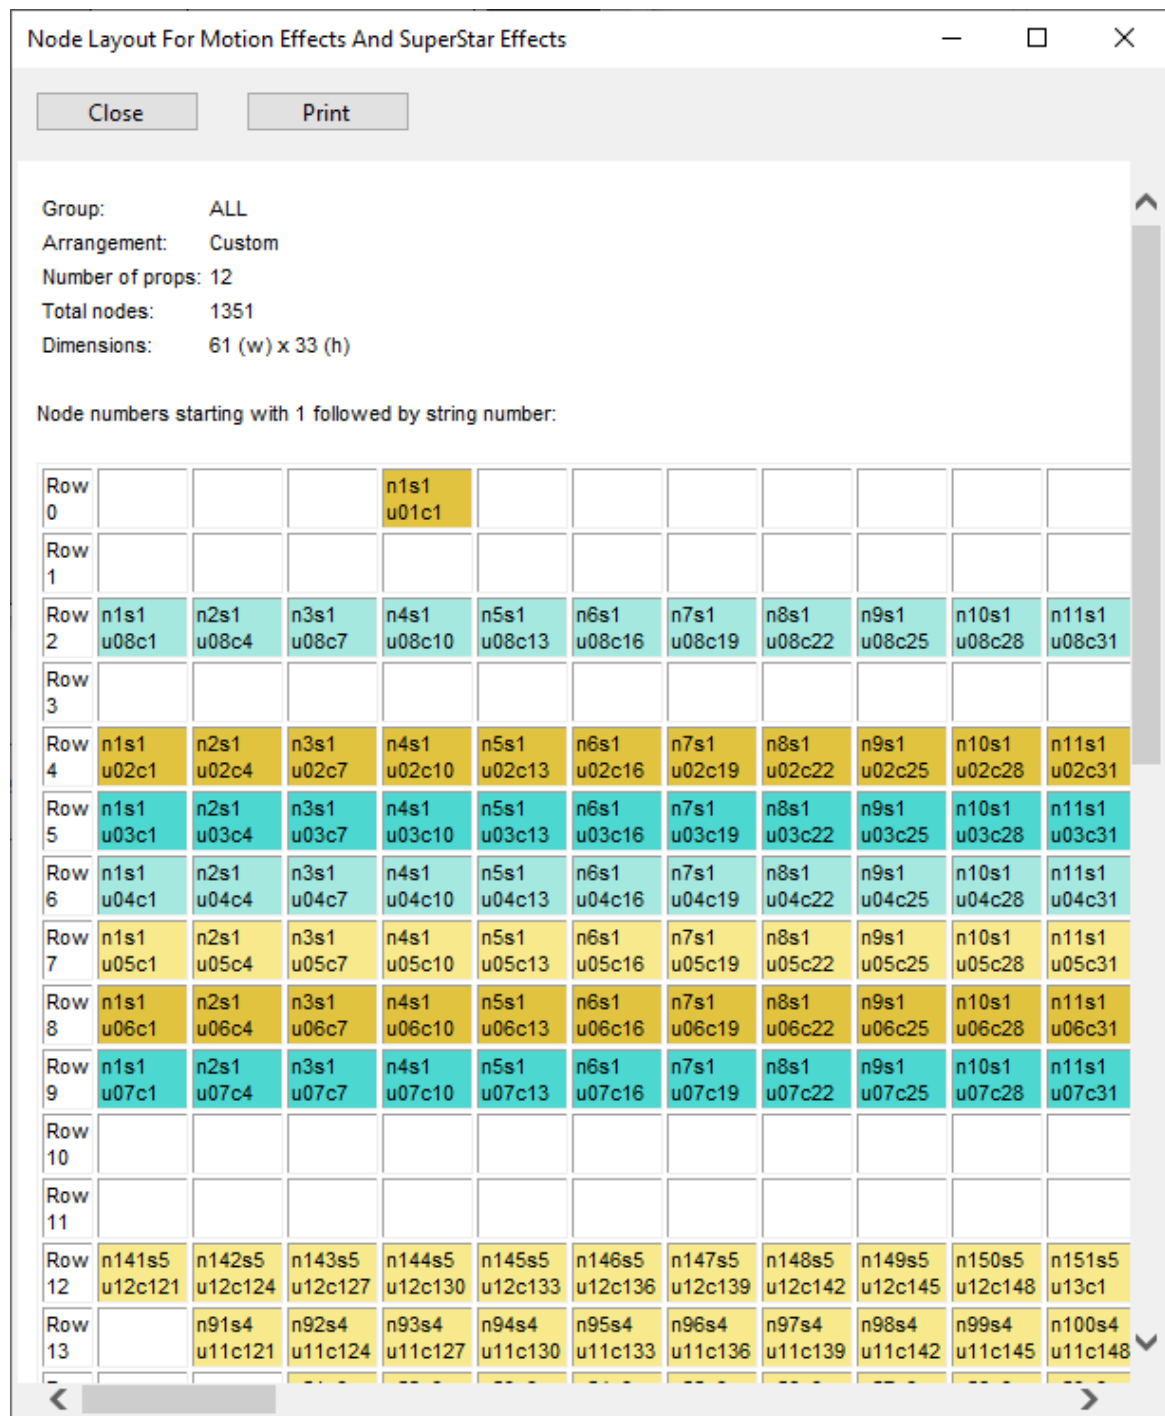 Node Layout For Motion Effects And SuperStar Effects
Close Print
Group: ALL
Arrangement: Custom
Number of props: 12
Total nodes: 1351
Dimensions: 61 (w) x 33 (h)
Node numbers starting with 1 followed by string number:
Row n1s1
0 u01c1
Row
1
Row n1s1 n2s1 n3s1 n4s1 n5s1 n6s1 n7s1 n8s1 n9s1 n10s1 n11s1
2 u08c1 u08c4 u08c7 u08c10 u08c13 u08c16 u08c19 u08c22 u08c25 u08c28 u08c31
Row
3
Row n1s1 n2s1 n3s1 n4s1 n5s1 n6s1 n7s1 n8s1 n9s1 n10s1 n11s1
4 u02c1 u02c4 u02c7 u02c10 u02c13 u02c16 u02c19 u02c22 u02c25 u02c28 u02c31
Row n1s1 n2s1 n3s1 n4s1 n5s1 n6s1 n7s1 n8s1 n9s1 n10s1 n11s1
5 u03c1 u03c4 u03c7 u03c10 u03c13 u03c16 u03c19 u03c22 u03c25 u03c28 u03c31
Row n1s1 n2s1 n3s1 n4s1 n5s1 n6s1 n7s1 n8s1 n9s1 n10s1 n11s1
6 u04c1 u04c4 u04c7 u04c10 u04c13 u04c16 u04c19 u04c22 u04c25 u04c28 u04c31
Row n1s1 n2s1 n3s1 n4s1 n5s1 n6s1 n7s1 n8s1 n9s1 n10s1 n11s1
7 u05c1 u05c4 u05c7 u05c10 u05c13 u05c16 u05c19 u05c22 u05c25 u05c28 u05c31
Row n1s1 n2s1 n3s1 n4s1 n5s1 n6s1 n7s1 n8s1 n9s1 n10s1 n11s1
8 u06c1 u06c4 u06c7 u06c10 u06c13 u06c16 u06c19 u06c22 u06c25 u06c28 u06c31
Row n1s1 n2s1 n3s1 n4s1 n5s1 n6s1 n7s1 n8s1 n9s1 n10s1 n11s1
9 u07c1 u07c4 u07c7 u07c10 u07c13 u07c16 u07c19 u07c22 u07c25 u07c28 u07c31
Row
10
Row
11
Row n141s5 n142s5 n143s5 n144s5 n145s5 n146s5 n147s5 n148s5 n149s5 n150s5 n151s5
12 u12c121 u12c124 u12c127 u12c130 u12c133 u12c136 u12c139 u12c142 u12c145 u12c148 u13c1
Row n91s4 n92s4 n93s4 n94s4 n95s4 n96s4 n97s4 n98s4 n99s4 n100s4
13 u11c121 u11c124 u11c127 u11c130 u11c133 u11c136 u11c139 u11c142 u11c145 u11c148